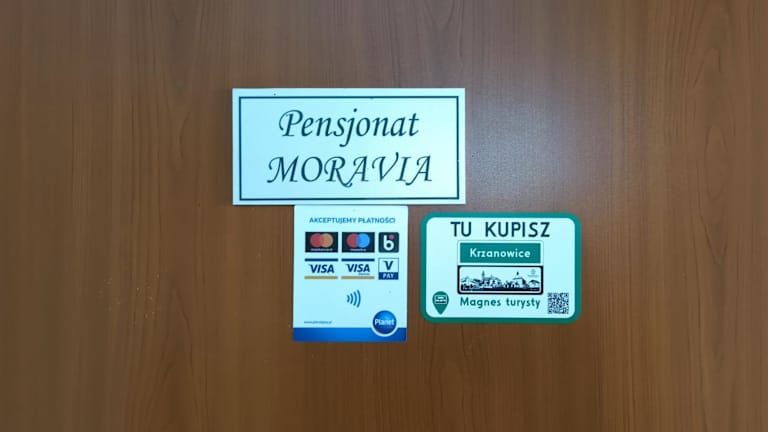 Pensjonat
MORAVIA
AKCEPTUJEMY PŁATNOŚCI
VISA
VISA
V
PAY
Planet
TU KUPISZ
Krzanowice
Magnes turysty